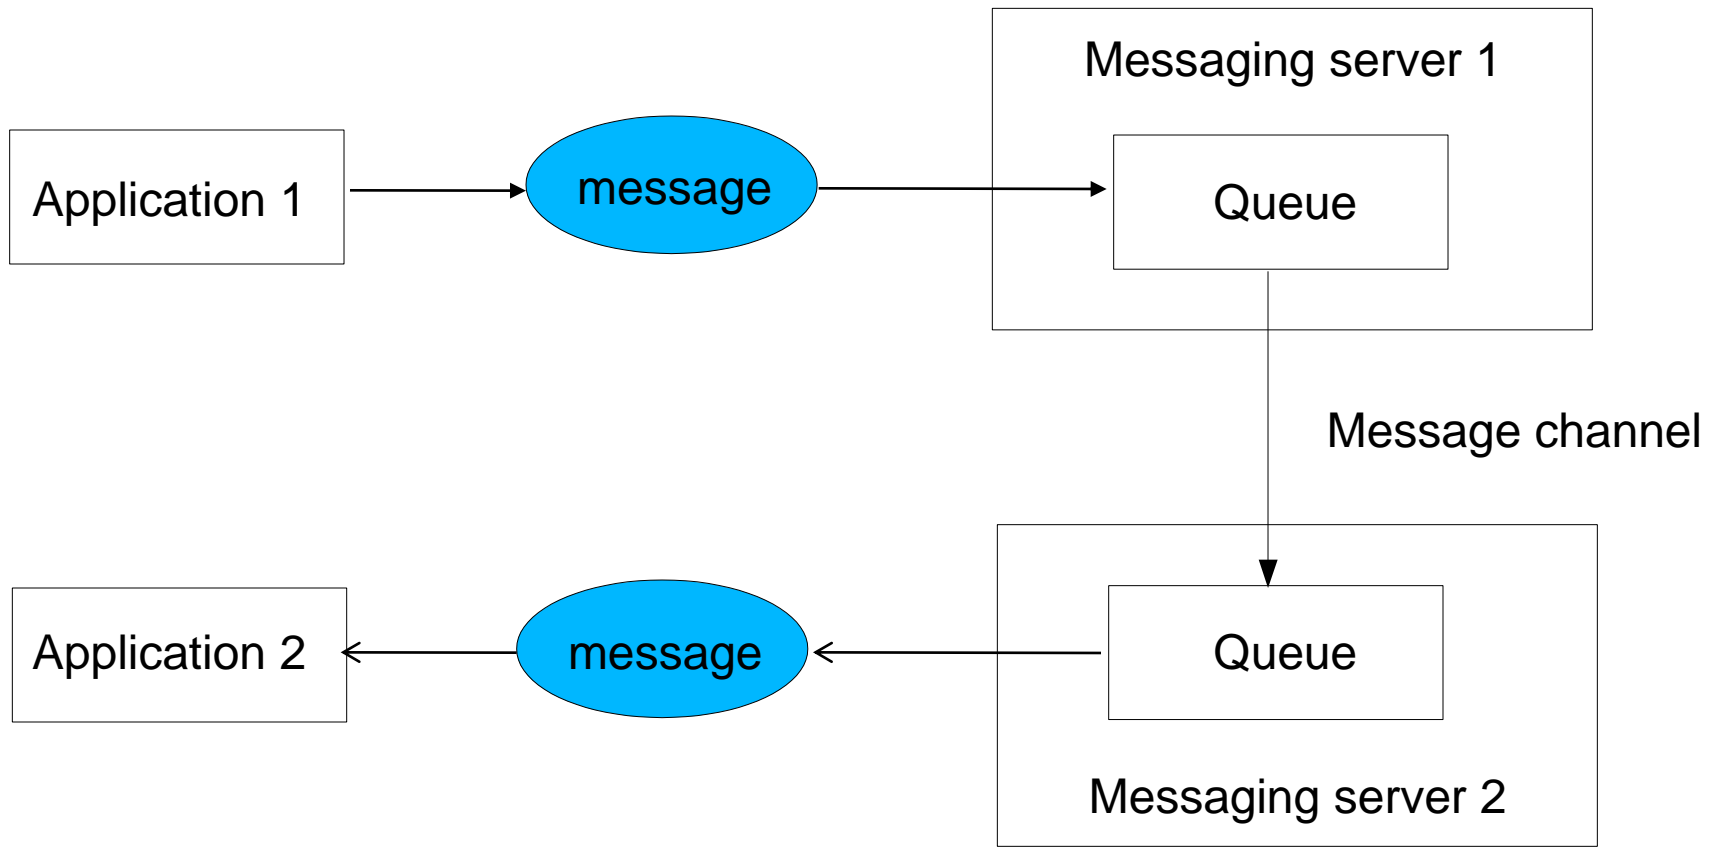 Messaging server 1
Application 1
message
Queue
Message channel
Application 2
message
Queue
Messaging server 2